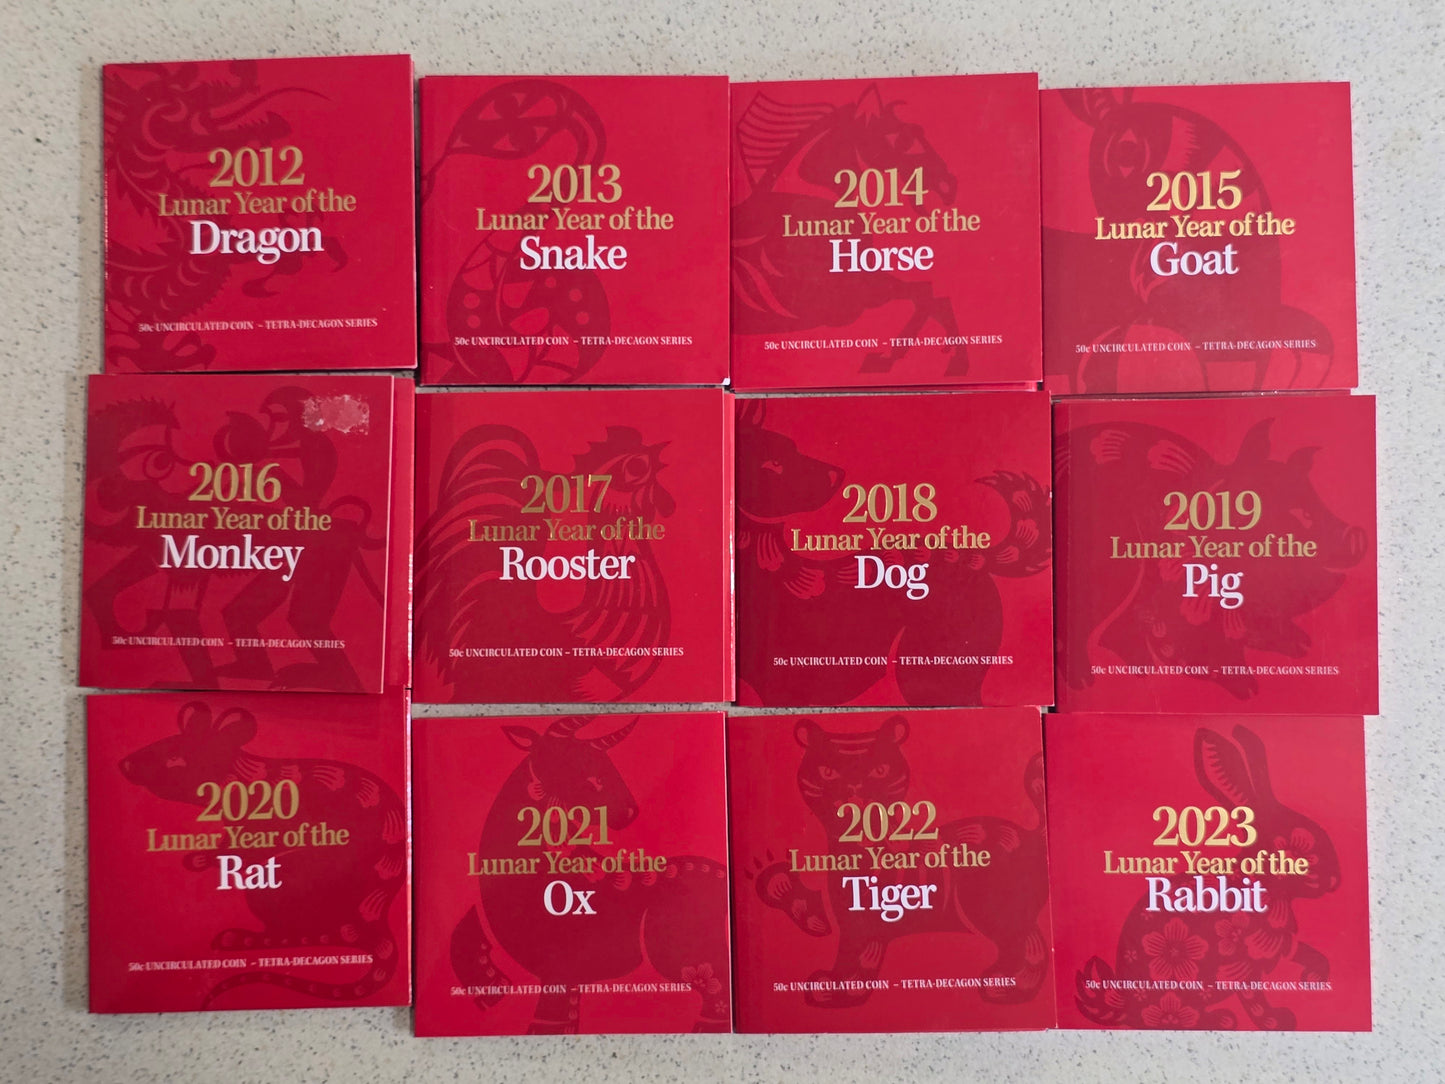 2012
Lunar Year of the
Dragon
50c UNCIRCULATED COIN – TETRA-DECAGON SERIES
2013
Lunar Year of the
Snake
50c UNCIRCULATED COIN – TETRA-DECAGON SERIES
2014
Lunar Year of the
Horse
50c UNCIRCULATED COIN – TETRA-DECAGON SERIES
2015
Lunar Year of the
Goat
50c UNCIRCULATED COIN – TETRA-DECAGON SERIES
2016
Lunar Year of the
Monkey
50c UNCIRCULATED COIN – TETRA-DECAGON SERIES
2017
Lunar Year of the
Rooster
50c UNCIRCULATED COIN – TETRA-DECAGON SERIES
2018
Lunar Year of the
Dog
50c UNCIRCULATED COIN – TETRA-DECAGON SERIES
2019
Lunar Year of the
Pig
50c UNCIRCULATED COIN – TETRA-DECAGON SERIES
2020
Lunar Year of the
Rat
50c UNCIRCULATED COIN – TETRA-DECAGON SERIES
2021
Lunar Year of the
Ox
50c UNCIRCULATED COIN – TETRA-DECAGON SERIES
2022
Lunar Year of the
Tiger
50c UNCIRCULATED COIN – TETRA-DECAGON SERIES
2023
Lunar Year of the
Rabbit
50c UNCIRCULATED COIN – TETRA-DECAGON SERIES